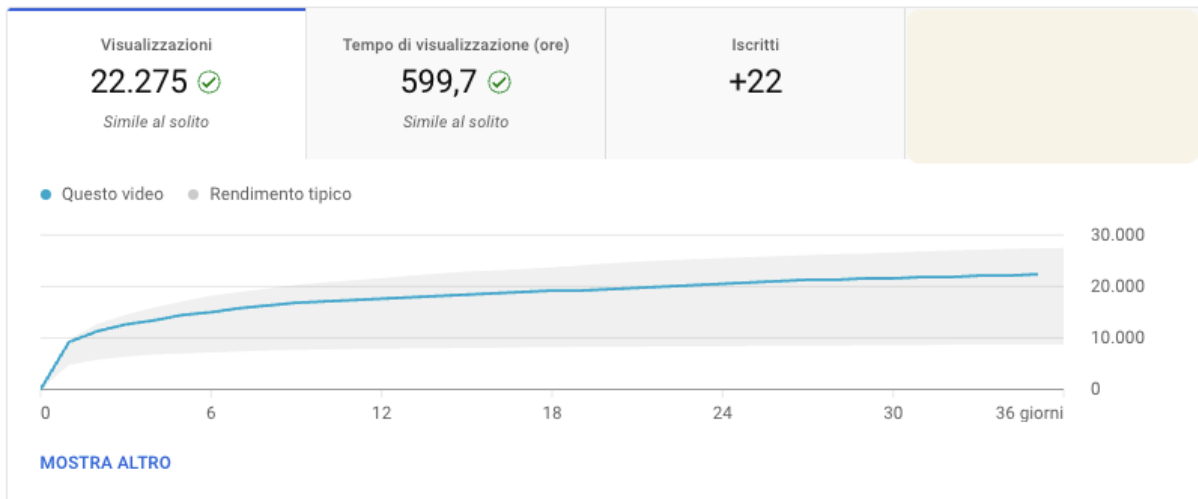 Visualizzazioni
22.275
Simile al solito
Tempo di visualizzazione (ore)
599,7
Simile al solito
Iscritti
+22
Questo video
Rendimento tipico
30.000
20.000
10.000
0
0 6 12 18 24 30 36 giorni
MOSTRA ALTRO